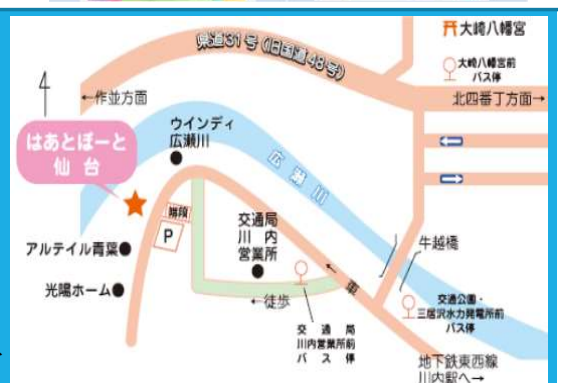 県道31号(旧国道48号)
大崎八幡宮
大崎八幡宮前
バス停
北四番丁方面→
←作並方面
はあとぽーと
仙台
ウインディ
広瀬川
広瀬川
階段
P
アルテイル青葉
光陽ホーム
交通局
川内
営業所
←車
←徒歩
牛越橋
交通公園・
三居沢水力発電所前
バス停
交通局
川内営業所前
バス停
地下鉄東西線
川内駅へ→